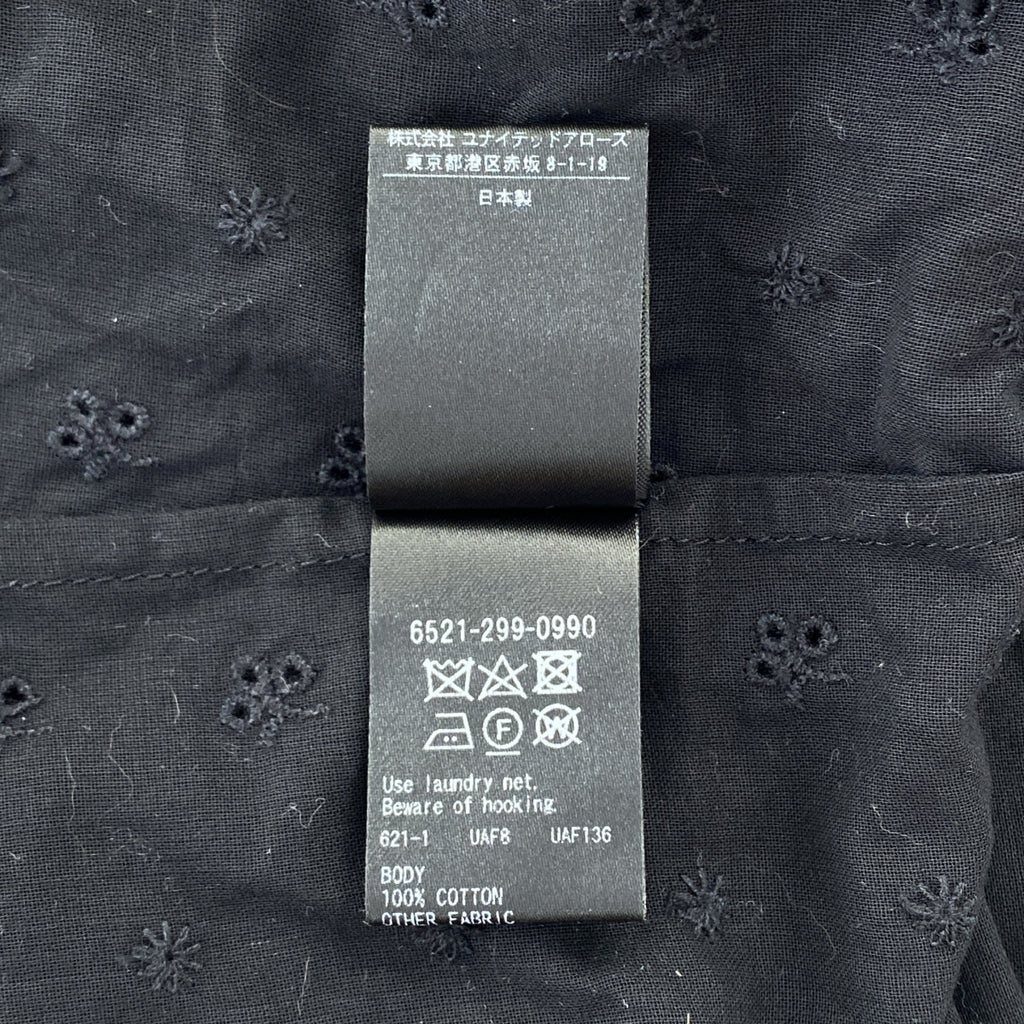 株式会社 ユナイテッドアローズ
東京都港区赤坂 8-1-19
日本製
6521-299-0990
F W
Use laundry net.
Beware of hooking.
621-1 UAF8 UAF136
BODY
100% COTTON
OTHER FABRIC